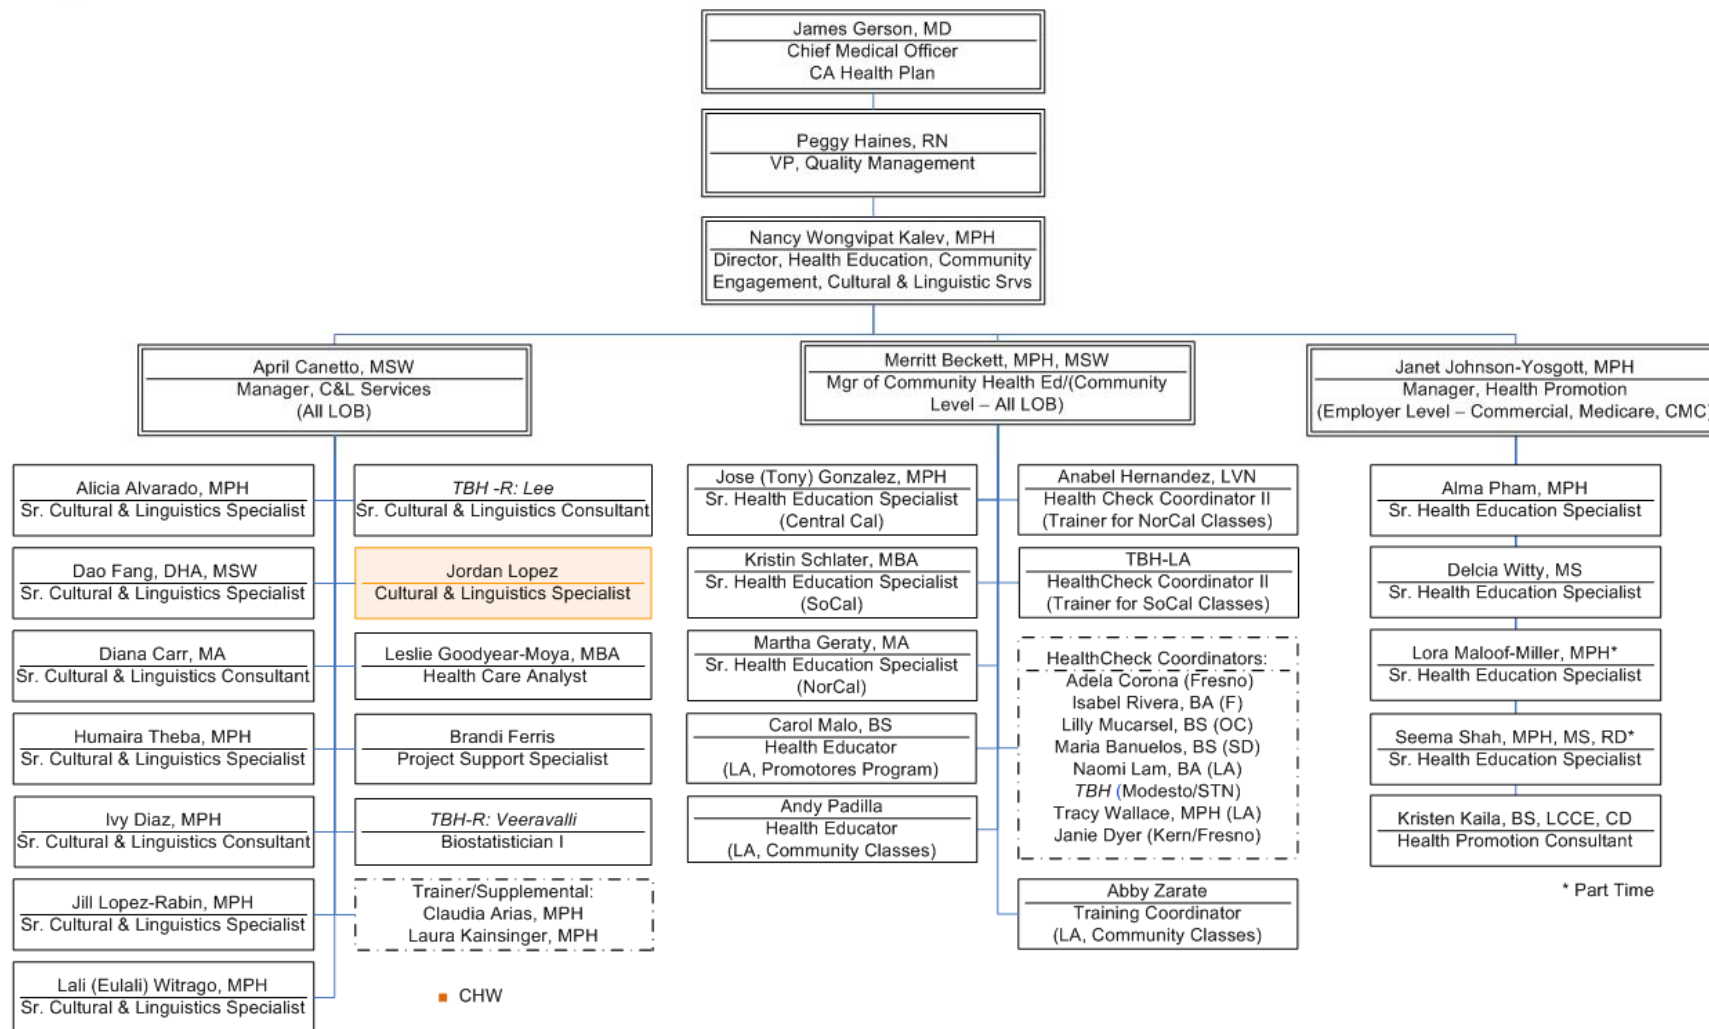 James Gerson, MD
Chief Medical Officer
CA Health Plan
Peggy Haines, RN
VP, Quality Management
Nancy Wongvipat Kalev, MPH
Director, Health Education, Community
Engagement, Cultural & Linguistic Srvs
April Canetto, MSW
Manager, C&L Services
(All LOB)
Alicia Alvarado, MPH
Sr. Cultural & Linguistics Specialist
Dao Fang, DHA, MSW
Sr. Cultural & Linguistics Specialist
Diana Carr, MA
Sr. Cultural & Linguistics Consultant
Humaira Theba, MPH
Sr. Cultural & Linguistics Specialist
Ivy Diaz, MPH
Sr. Cultural & Linguistics Consultant
Jill Lopez-Rabin, MPH
Sr. Cultural & Linguistics Specialist
Lali (Eulali) Witrago, MPH
Sr. Cultural & Linguistics Specialist
TBH -R: Lee
Sr. Cultural & Linguistics Consultant
Jordan Lopez
Cultural & Linguistics Specialist
Leslie Goodyear-Moya, MBA
Health Care Analyst
Brandi Ferris
Project Support Specialist
TBH-R: Veeravalli
Biostatistician I
Trainer/Supplemental:
Claudia Arias, MPH
Laura Kainsinger, MPH
CHW
Merritt Beckett, MPH, MSW
Mgr of Community Health Ed/(Community
Level – All LOB)
Jose (Tony) Gonzalez, MPH
Sr. Health Education Specialist
(Central Cal)
Kristin Schlater, MBA
Sr. Health Education Specialist
(SoCal)
Martha Geraty, MA
Sr. Health Education Specialist
(NorCal)
Carol Malo, BS
Health Educator
(LA, Promotores Program)
Andy Padilla
Health Educator
(LA, Community Classes)
Anabel Hernandez, LVN
Health Check Coordinator II
(Trainer for NorCal Classes)
TBH-LA
HealthCheck Coordinator II
(Trainer for SoCal Classes)
HealthCheck Coordinators:
Adela Corona (Fresno)
Isabel Rivera, BA (F)
Lilly Mucarsel, BS (OC)
Maria Banuelos, BS (SD)
Naomi Lam, BA (LA)
TBH (Modesto/STN)
Tracy Wallace, MPH (LA)
Janie Dyer (Kern/Fresno)
Abby Zarate
Training Coordinator
(LA, Community Classes)
Janet Johnson-Yosgott, MPH
Manager, Health Promotion
(Employer Level – Commercial, Medicare, CMC)
Alma Pham, MPH
Sr. Health Education Specialist
Delcia Witty, MS
Sr. Health Education Specialist
Lora Maloof-Miller, MPH*
Sr. Health Education Specialist
Seema Shah, MPH, MS, RD*
Sr. Health Education Specialist
Kristen Kaila, BS, LCCE, CD
Health Promotion Consultant
* Part Time